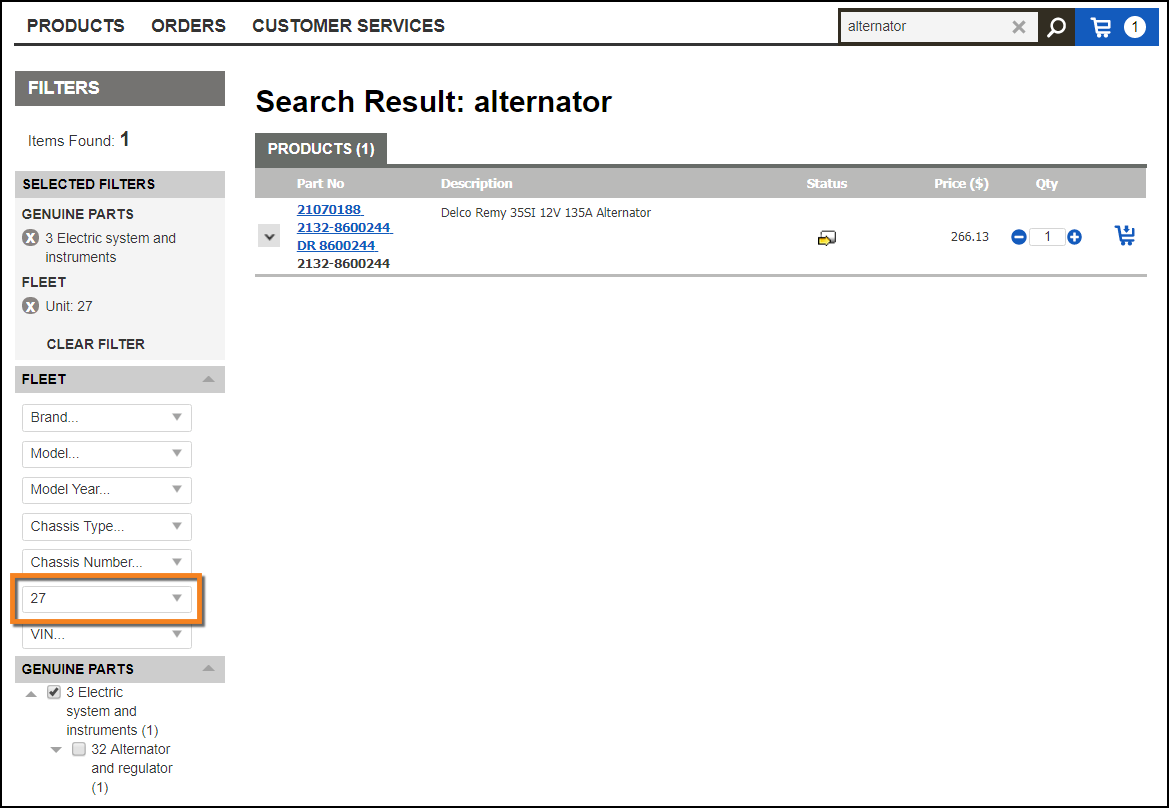 PRODUCTS ORDERS CUSTOMER SERVICES
alternator
1
FILTERS
Items Found: 1
SELECTED FILTERS
GENUINE PARTS
3 Electric system and
instruments
FLEET
Unit: 27
CLEAR FILTER
FLEET
Brand...
Model...
Model Year...
Chassis Type...
Chassis Number...
27
VIN...
GENUINE PARTS
3 Electric
system and
instruments (1)
32 Alternator
and regulator
(1)
Search Result: alternator
PRODUCTS (1)
Part No Description Status Price ($) Qty
21070188
2132-8600244
DR 8600244
2132-8600244
Delco Remy 35SI 12V 135A Alternator
266.13
1